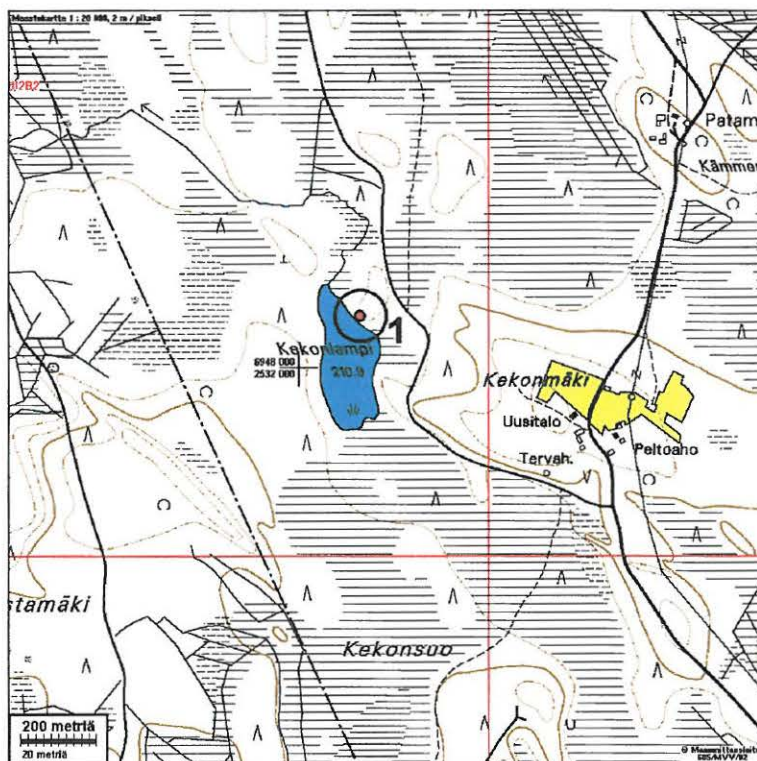 Maastokartta 1 : 20 000, 2 m / pikseli
Pl
Patam
Kämmen
1
Kekonlampi
6948 000
2532 000
210.9
Kekonmäki
Uusitalo
Peltoaho
Tervah.
stamäki
Kekonsuo
200 metriä
20 metriä